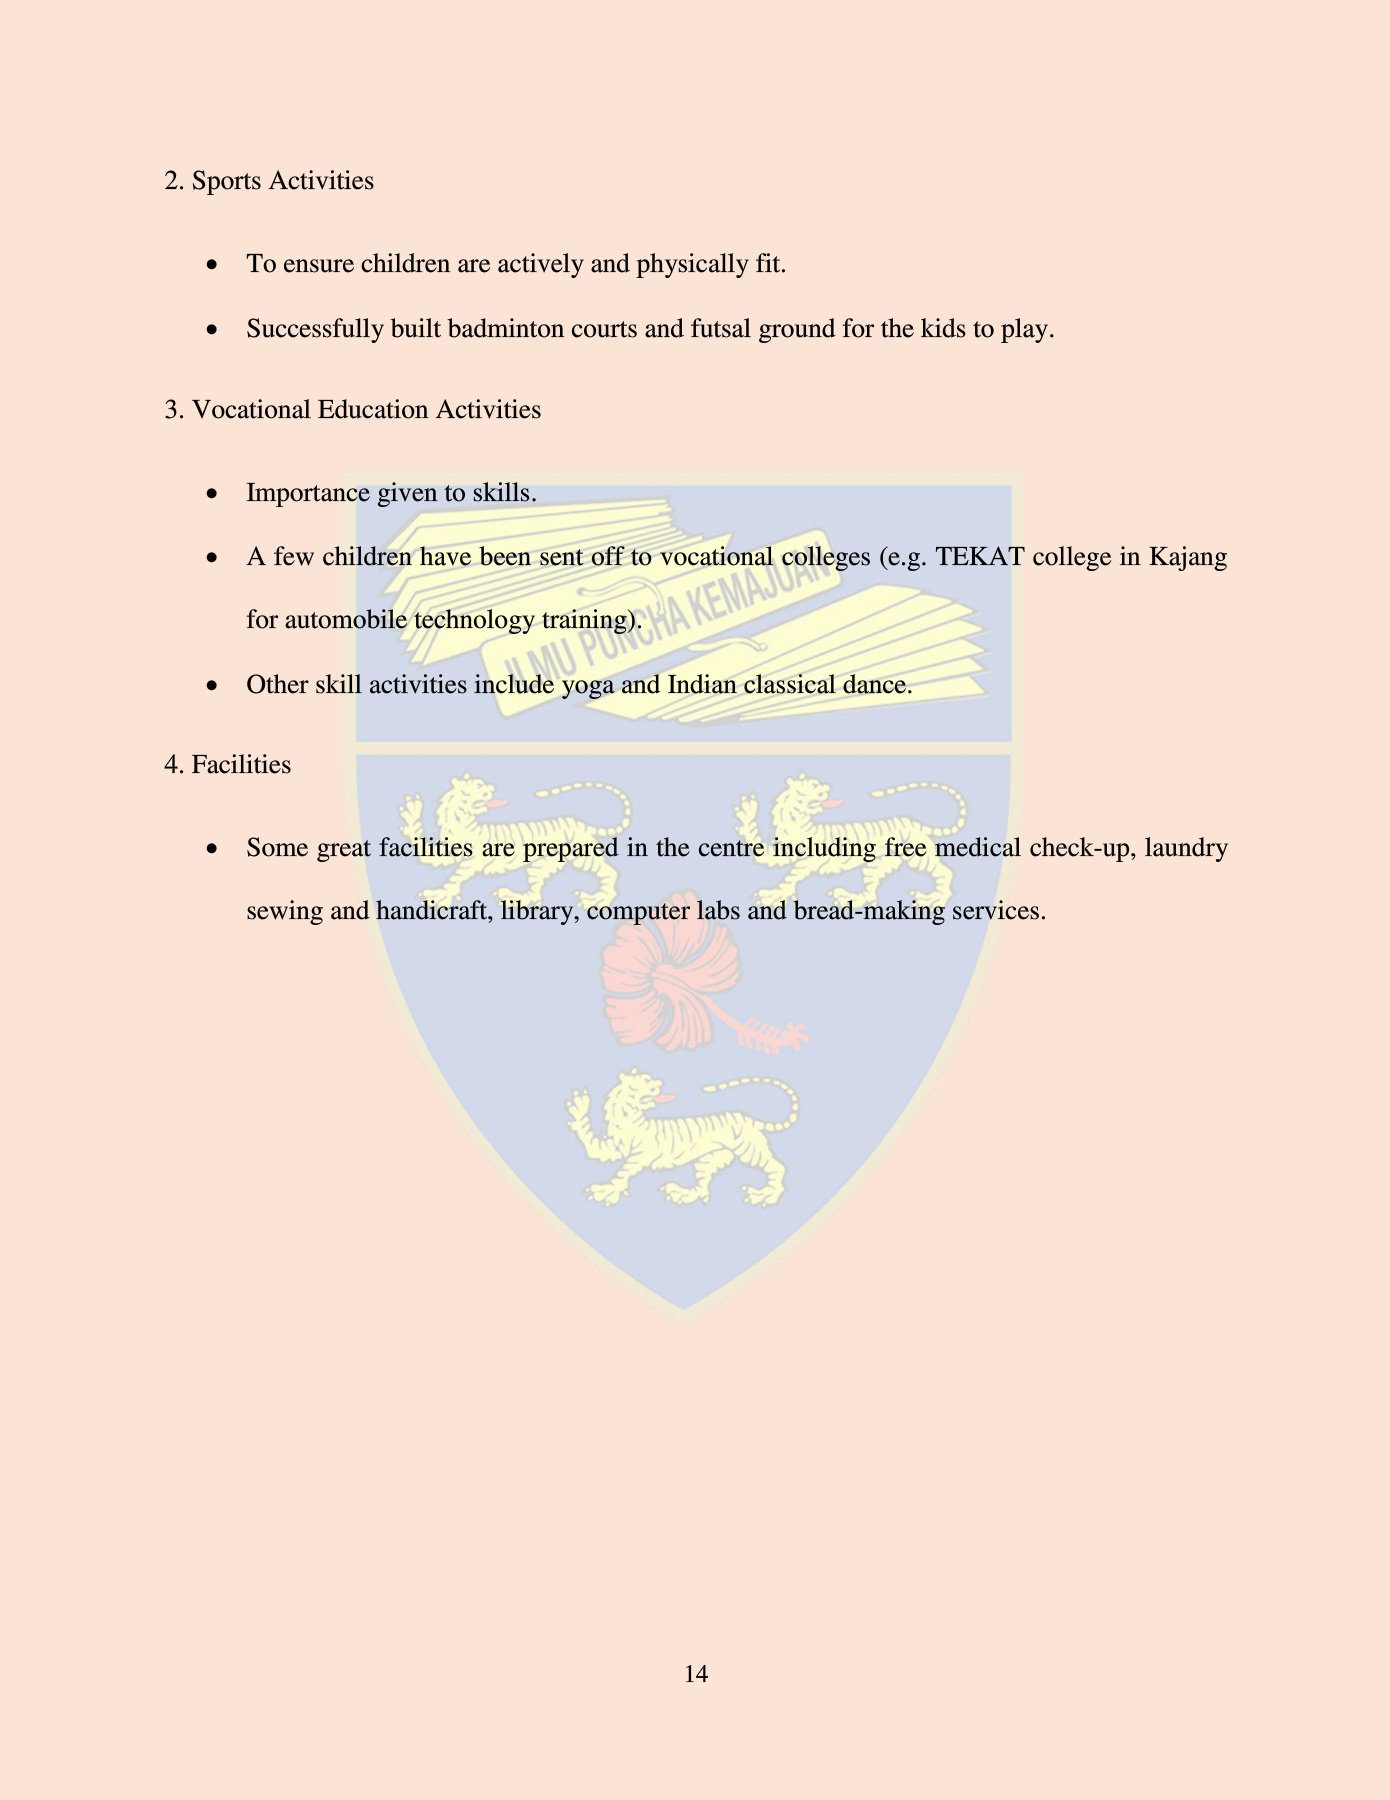 2. Sports Activities
• To ensure children are actively and physically fit.
• Successfully built badminton courts and futsal ground for the kids to play.
3. Vocational Education Activities
• Importance given to skills.
• A few children have been sent off to vocational colleges (e.g. TEKAT college in Kajang
for automobile technology training).
• Other skill activities include yoga and Indian classical dance.
ILMU PUNCHA KEMAJUAN
4. Facilities
• Some great facilities are prepared in the centre including free medical check-up, laundry
sewing and handicraft, library, computer labs and bread-making services.
14